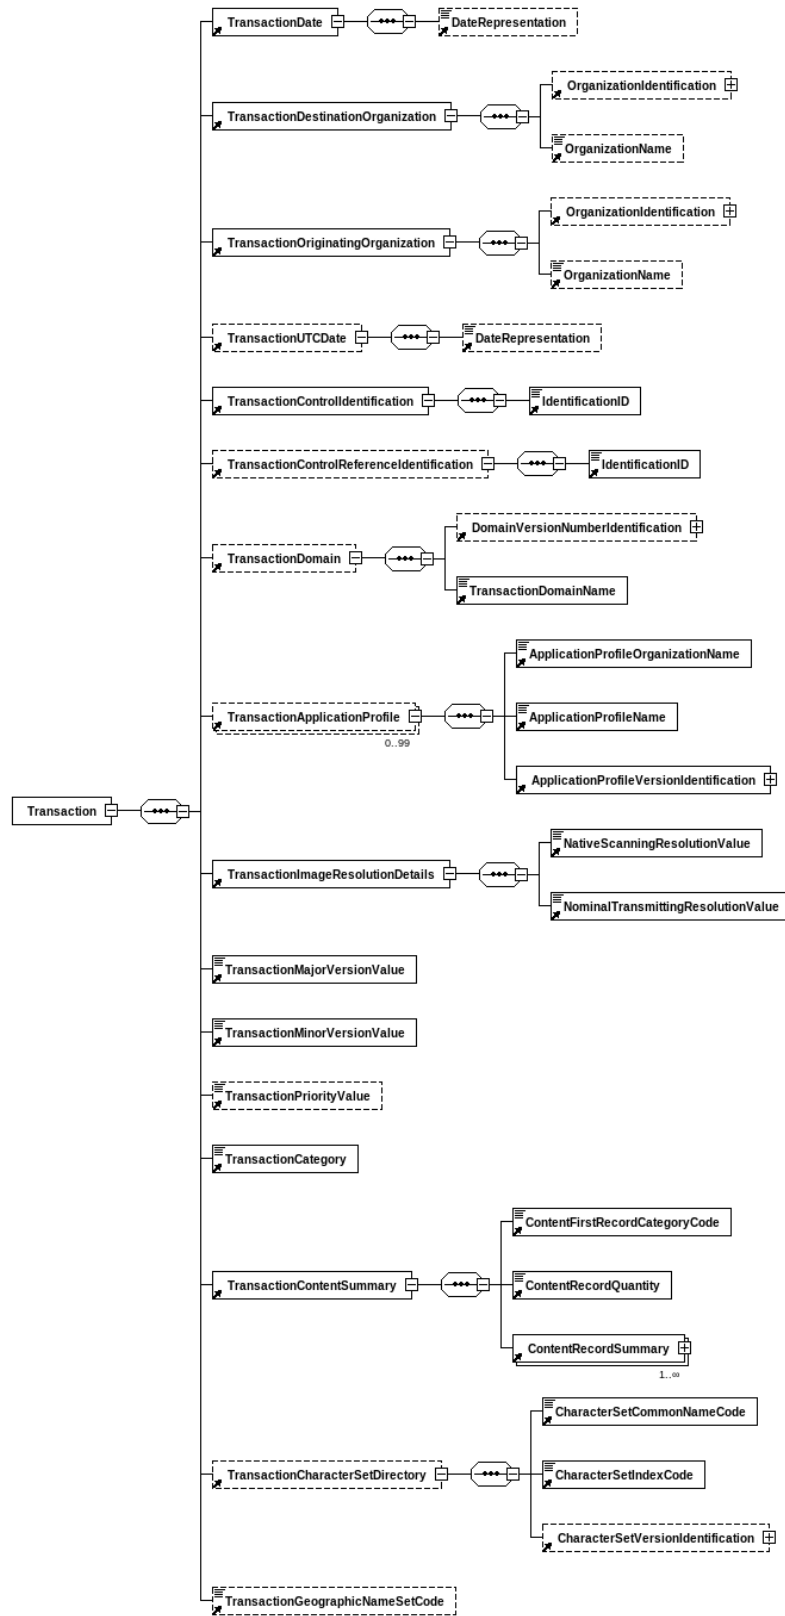 TransactionDate
DateRepresentation
TransactionDestinationOrganization
OrganizationIdentification
OrganizationName
TransactionOriginatingOrganization
OrganizationIdentification
OrganizationName
TransactionUTCDate
DateRepresentation
TransactionControlIdentification
IdentificationID
TransactionControlReferenceIdentification
IdentificationID
TransactionDomain
DomainVersionNumberIdentification
TransactionDomainName
TransactionApplicationProfile
0..99
ApplicationProfileOrganizationName
ApplicationProfileName
ApplicationProfileVersionIdentification
Transaction
TransactionImageResolutionDetails
NativeScanningResolutionValue
NominalTransmittingResolutionValue
TransactionMajorVersionValue
TransactionMinorVersionValue
TransactionPriorityValue
TransactionCategory
TransactionContentSummary
ContentFirstRecordCategoryCode
ContentRecordQuantity
ContentRecordSummary
1..∞
TransactionCharacterSetDirectory
CharacterSetCommonNameCode
CharacterSetIndexCode
CharacterSetVersionIdentification
TransactionGeographicNameSetCode